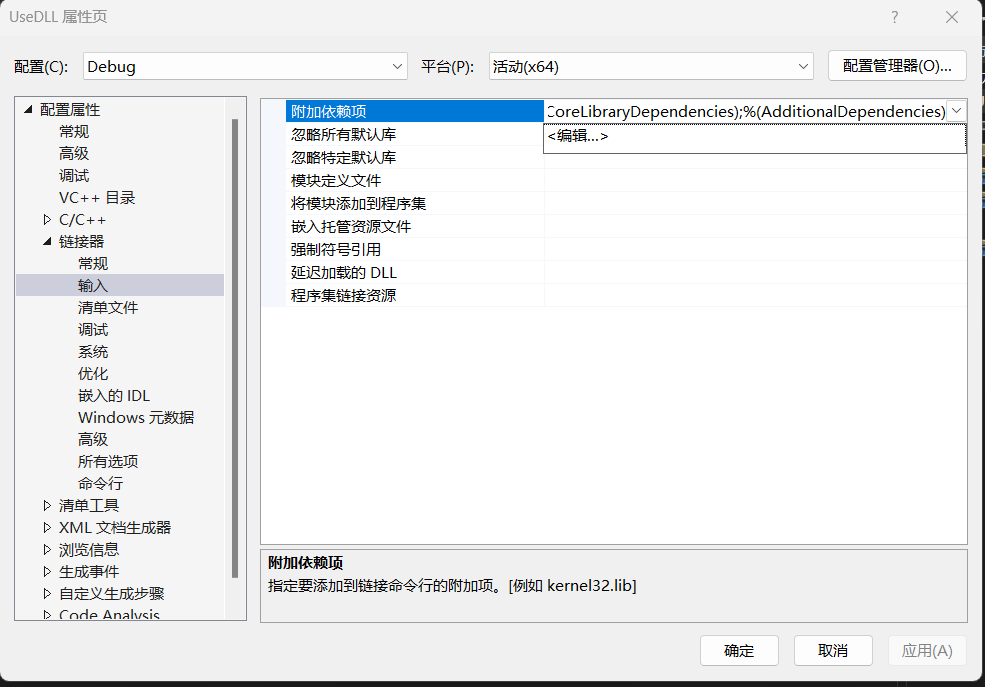 UseDLL 属性页
?
配置(C):
Debug
平台(P):
活动(x64)
配置管理器(O)...
配置属性
常规
高级
调试
VC++ 目录
C/C++
链接器
常规
输入
清单文件
调试
系统
优化
嵌入的 IDL
Windows 元数据
高级
所有选项
命令行
清单工具
XML 文档生成器
浏览信息
生成事件
自定义生成步骤
Code Analysis
附加依赖项
CoreLibraryDependencies);%(AdditionalDependencies)
<编辑...>
忽略所有默认库
忽略特定默认库
模块定义文件
将模块添加到程序集
嵌入托管资源文件
强制符号引用
延迟加载的 DLL
程序集链接资源
附加依赖项
指定要添加到链接命令行的附加项。[例如 kernel32.lib]
确定
取消
应用(A)